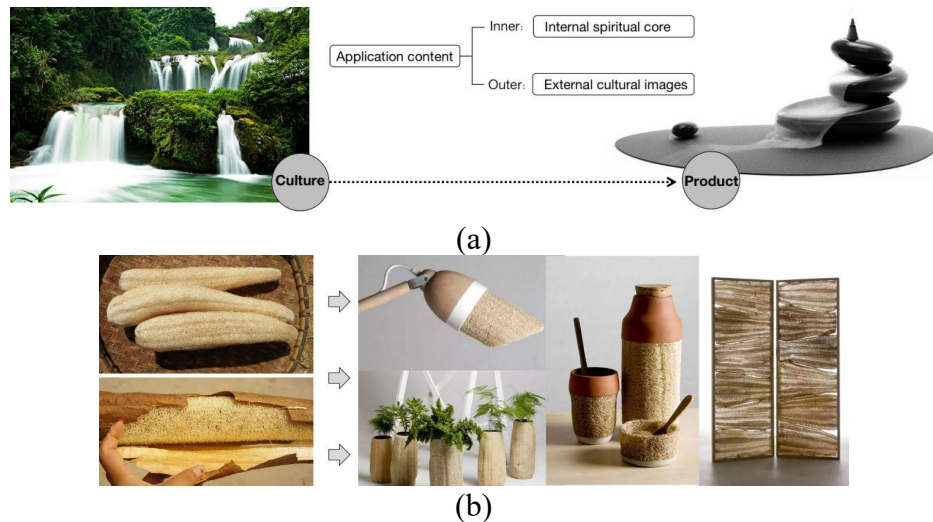 Inner: Internal spiritual core
Application content
Outer: External cultural images
Culture
Product
(a)
(b)